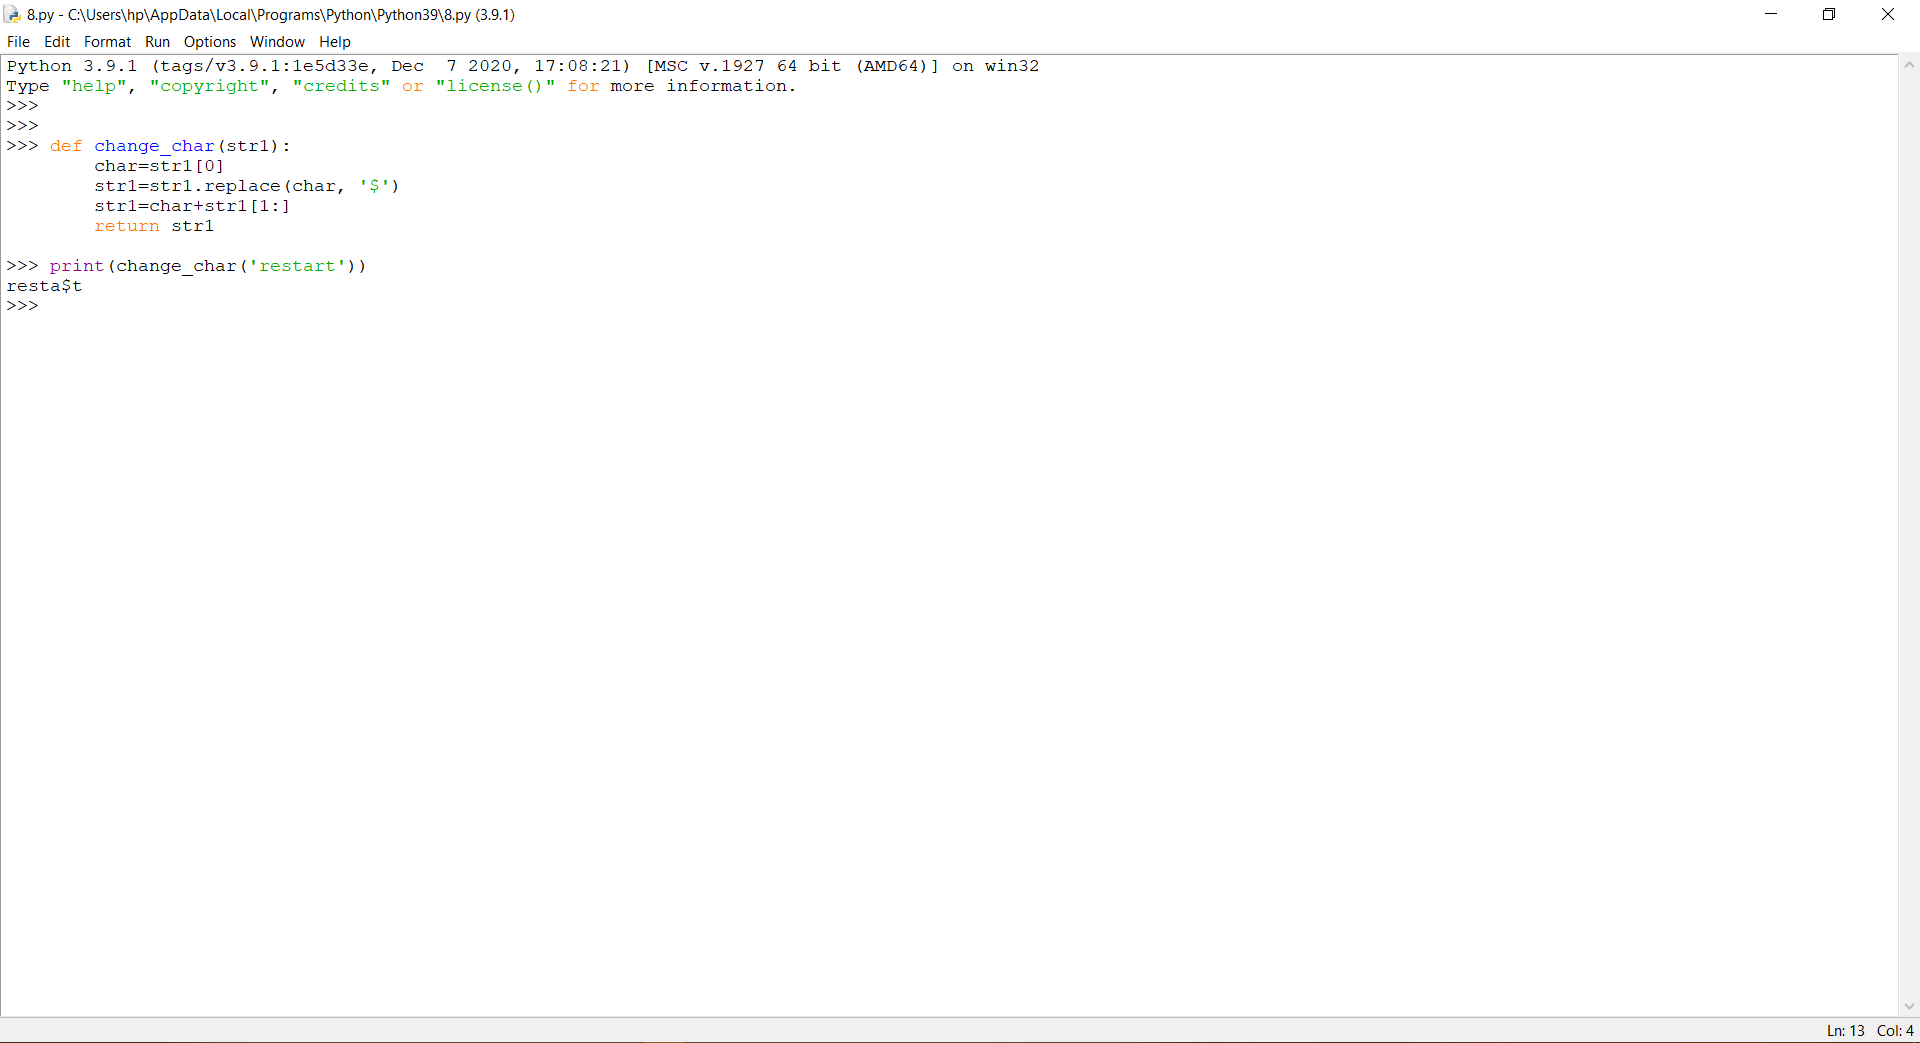 8.py - C:\Users\hp\AppData\Local\Programs\Python\Python39\8.py (3.9.1)
File Edit Format Run Options Window Help
Python 3.9.1 (tags/v3.9.1:1e5d33e, Dec  7 2020, 17:08:21) [MSC v.1927 64 bit (AMD64)] on win32
Type "help", "copyright", "credits" or "license()" for more information.
>>>
>>>
>>> def change_char(str1):
        char=str1[0]
        str1=str1.replace(char, '$')
        str1=char+str1[1:]
        return str1
>>> print(change_char('restart'))
resta$t
>>>
Ln: 13 Col: 4